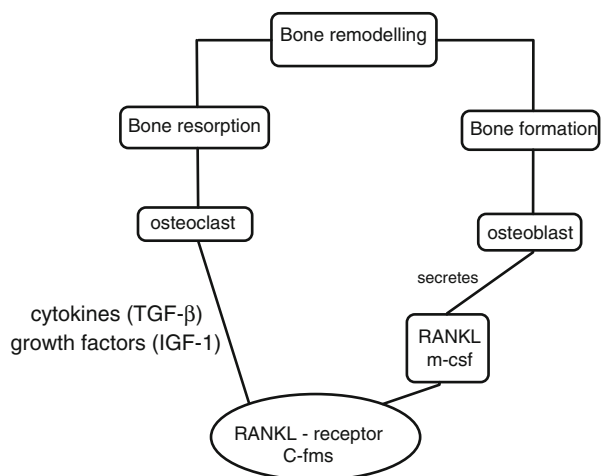 Bone remodelling
Bone resorption
Bone formation
osteoclast
osteoblast
secretes
cytokines (TGF-β)
growth factors (IGF-1)
RANKL
m-csf
RANKL - receptor
C-fms